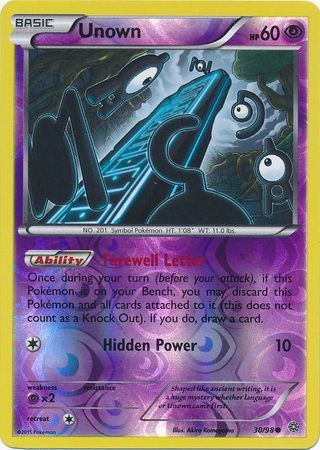 BASIC
Unown
HP60
NO. 201 Symbol Pokémon HT: 1'08" WT: 11.0 lbs.
Ability
Farewell Letter
Once during your turn (before your attack), if this
Pokémon is on your Bench, you may discard this
Pokémon and all cards attached to it (this does not
count as a Knock Out). If you do, draw a card.
Hidden Power 10
weakness
×2
resistance
retreat
Shaped like ancient writing, it is
a huge mystery whether language
or Unown came first.
Illus. Akira Komayama
30/98
©2015 Pokémon